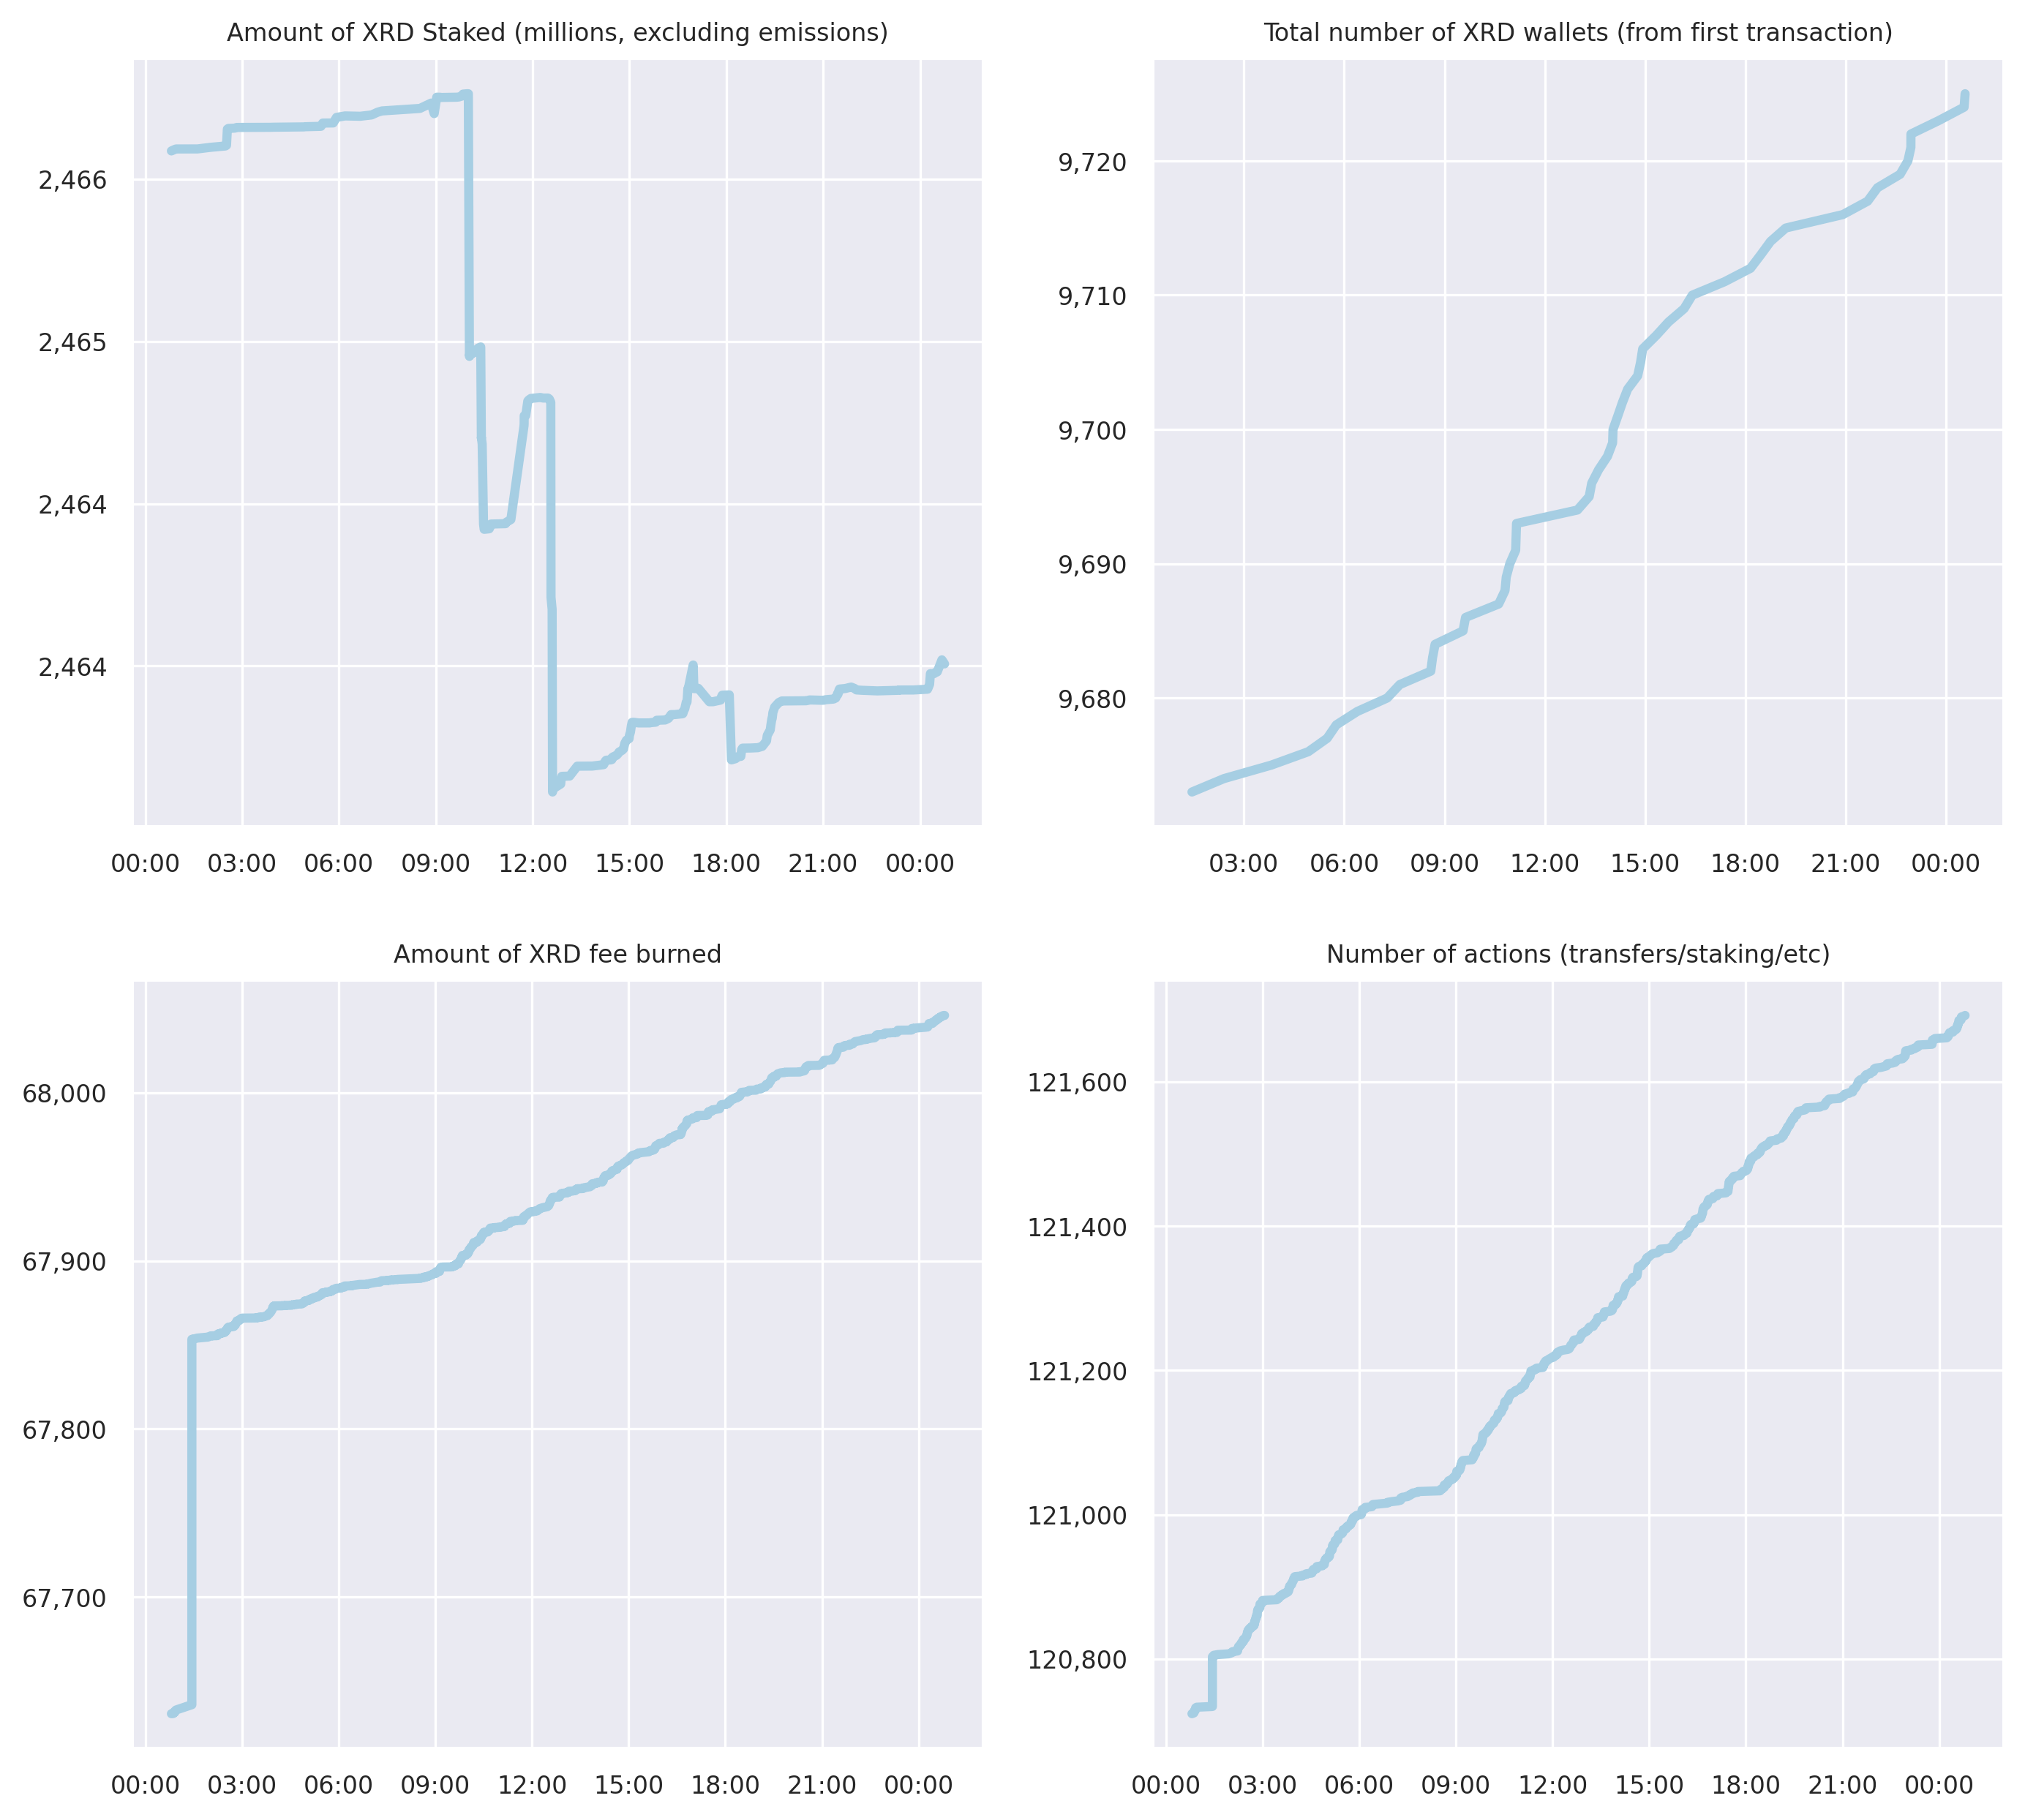 Amount of XRD Staked (millions, excluding emissions)
2,466
2,465
2,464
2,464
00:00 03:00 06:00 09:00 12:00 15:00 18:00 21:00 00:00
Total number of XRD wallets (from first transaction)
9,720
9,710
9,700
9,690
9,680
03:00 06:00 09:00 12:00 15:00 18:00 21:00 00:00
Amount of XRD fee burned
68,000
67,900
67,800
67,700
00:00 03:00 06:00 09:00 12:00 15:00 18:00 21:00 00:00
Number of actions (transfers/staking/etc)
121,600
121,400
121,200
121,000
120,800
00:00 03:00 06:00 09:00 12:00 15:00 18:00 21:00 00:00